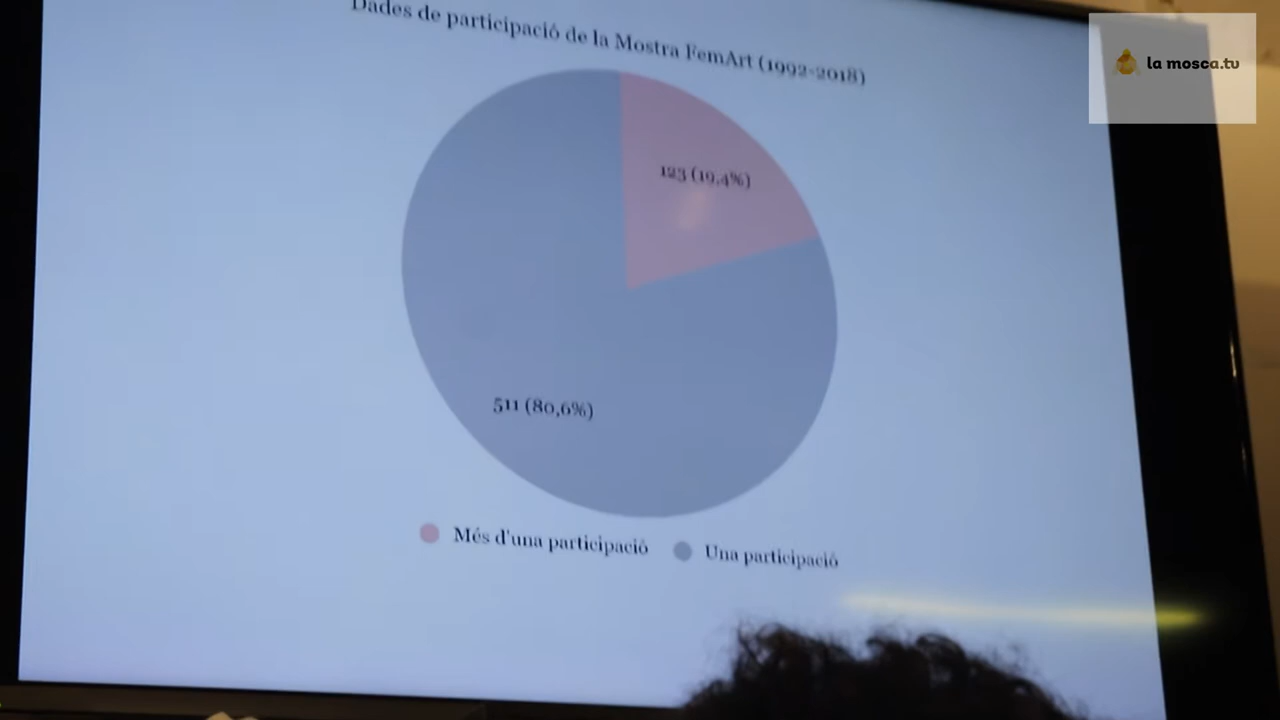 Dades de participació de la Mostra FemArt (1992-2018)
la mosca.tv
123 (19,4%)
511 (80,6%)
Més d'una participació
Una participació